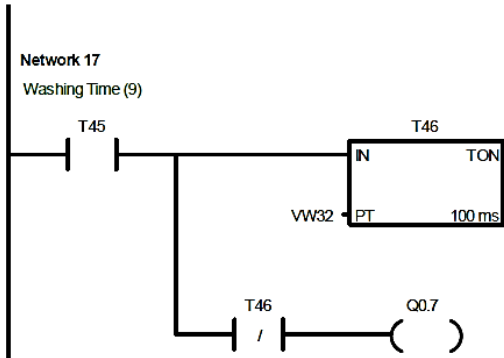 Network 17
Washing Time (9)
T45
T46
IN TON
VW32 PT 100 ms
T46 Q0.7
/